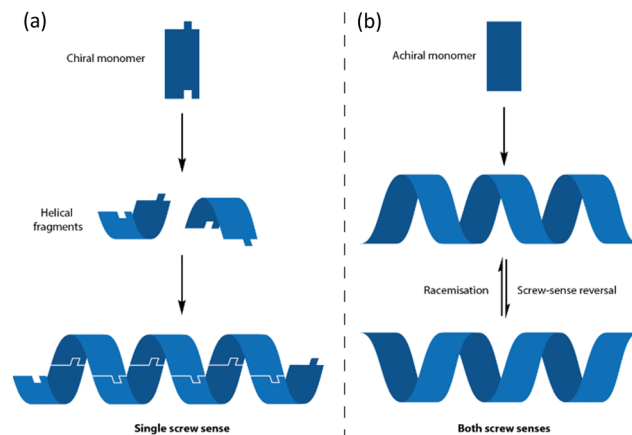 (a)
Chiral monomer
Helical
fragments
Single screw sense
(b)
Achiral monomer
Racemisation
Screw-sense reversal
Both screw senses